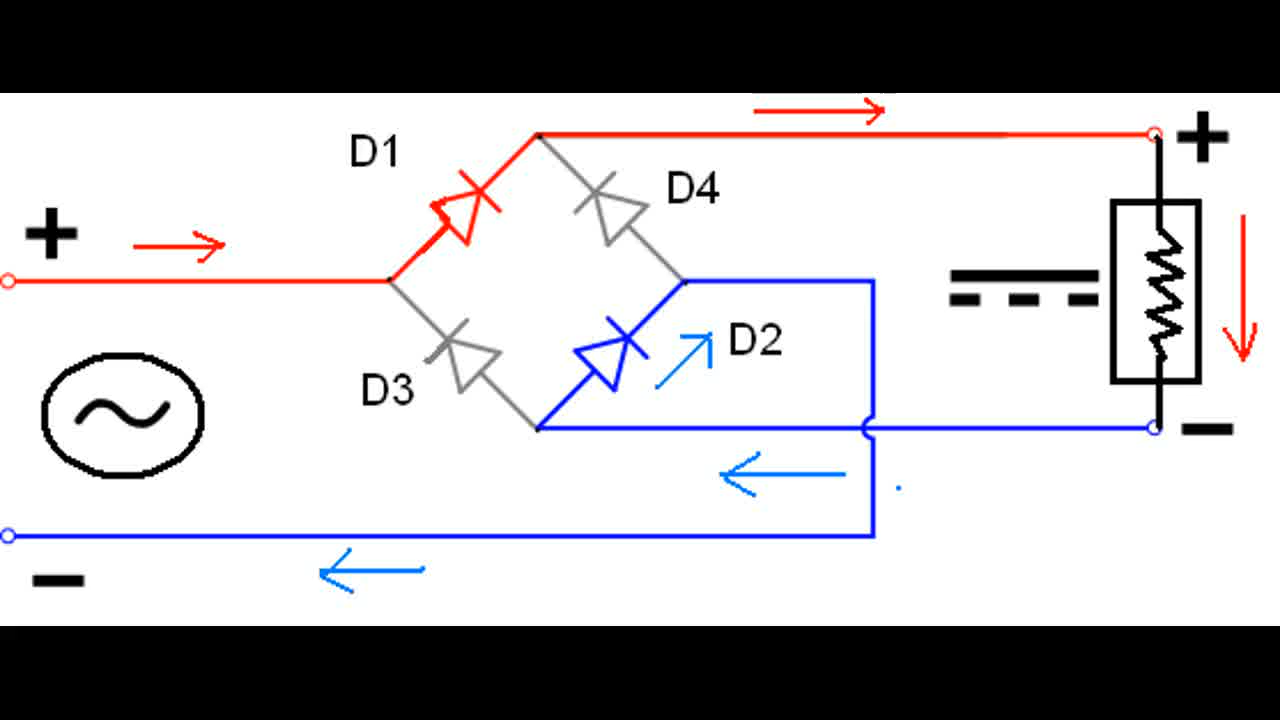 D1
D4
+
+
D2
D3
−
−